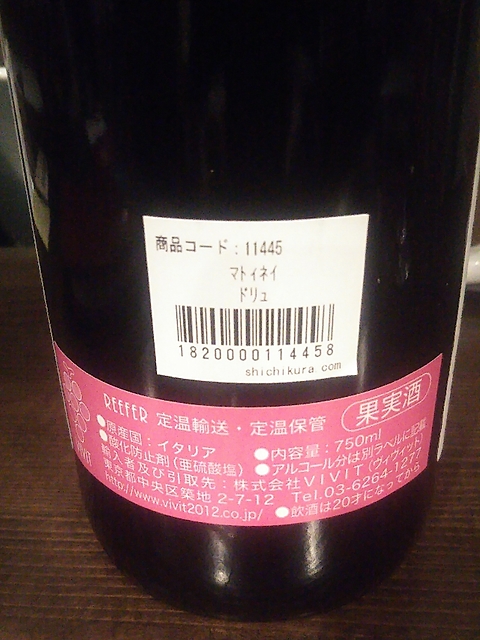 商品コード：11445
マトイネイ
ドリュ
1820000114458
shichikura.com
REEFER 定温輸送・定温保管 果実酒
●原産国：イタリア ●内容量：750ml
●酸化防止剤(亜硫酸塩) ●アルコール分は別ラベルに記載
輸入者及び引取先：株式会社VIVIT(ヴィヴィット)
東京都中央区築地 2-7-12 Tel.03-6264-1277
http://www.vivit2012.co.jp/ ●飲酒は20才になってから